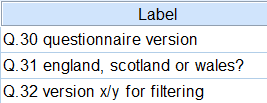 Label
Q.30 questionnaire version
Q.31 england, scotland or wales?
Q.32 version x/y for filtering